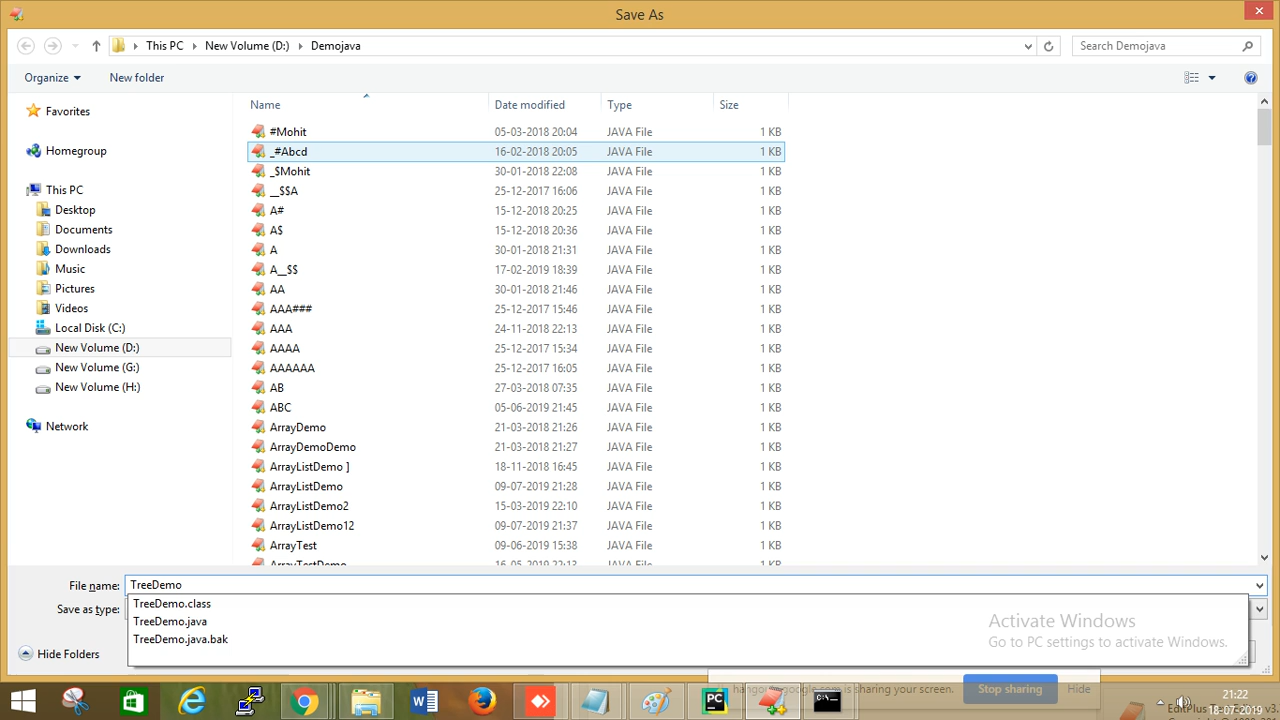 Save As
This PC
New Volume (D:)
Demojava
Search Demojava
Organize
New folder
Favorites
Homegroup
This PC
Desktop
Documents
Downloads
Music
Pictures
Videos
Local Disk (C:)
New Volume (D:)
New Volume (G:)
New Volume (H:)
Network
Name Date modified Type Size
#Mohit 05-03-2018 20:04 JAVA File 1 KB
_#Abcd 16-02-2018 20:05 JAVA File 1 KB
_$Mohit 30-01-2018 22:08 JAVA File 1 KB
__$$A 25-12-2017 16:06 JAVA File 1 KB
A# 15-12-2018 20:25 JAVA File 1 KB
A$ 15-12-2018 20:36 JAVA File 1 KB
A 30-01-2018 21:31 JAVA File 1 KB
A__$$ 17-02-2019 18:39 JAVA File 1 KB
AA 30-01-2018 21:46 JAVA File 1 KB
AAA### 25-12-2017 15:46 JAVA File 1 KB
AAA 24-11-2018 22:13 JAVA File 1 KB
AAAA 25-12-2017 15:34 JAVA File 1 KB
AAAAAA 25-12-2017 16:05 JAVA File 1 KB
AB 27-03-2018 07:35 JAVA File 1 KB
ABC 05-06-2019 21:45 JAVA File 1 KB
ArrayDemo 21-03-2018 21:26 JAVA File 1 KB
ArrayDemoDemo 21-03-2018 21:27 JAVA File 1 KB
ArrayListDemo ] 18-11-2018 16:45 JAVA File 1 KB
ArrayListDemo 09-07-2019 21:28 JAVA File 1 KB
ArrayListDemo2 15-03-2019 22:10 JAVA File 1 KB
ArrayListDemo12 09-07-2019 21:37 JAVA File 1 KB
ArrayTest 09-06-2019 15:38 JAVA File 1 KB
ArrayTestDemo 16-05-2019 22:13 JAVA File 1 KB
File name: TreeDemo
Save as type:
TreeDemo.class
TreeDemo.java
TreeDemo.java.bak
Activate Windows
Go to PC settings to activate Windows.
Hide Folders
is sharing your screen.
Stop sharing
Hide
PC
21:22
18-07-2019